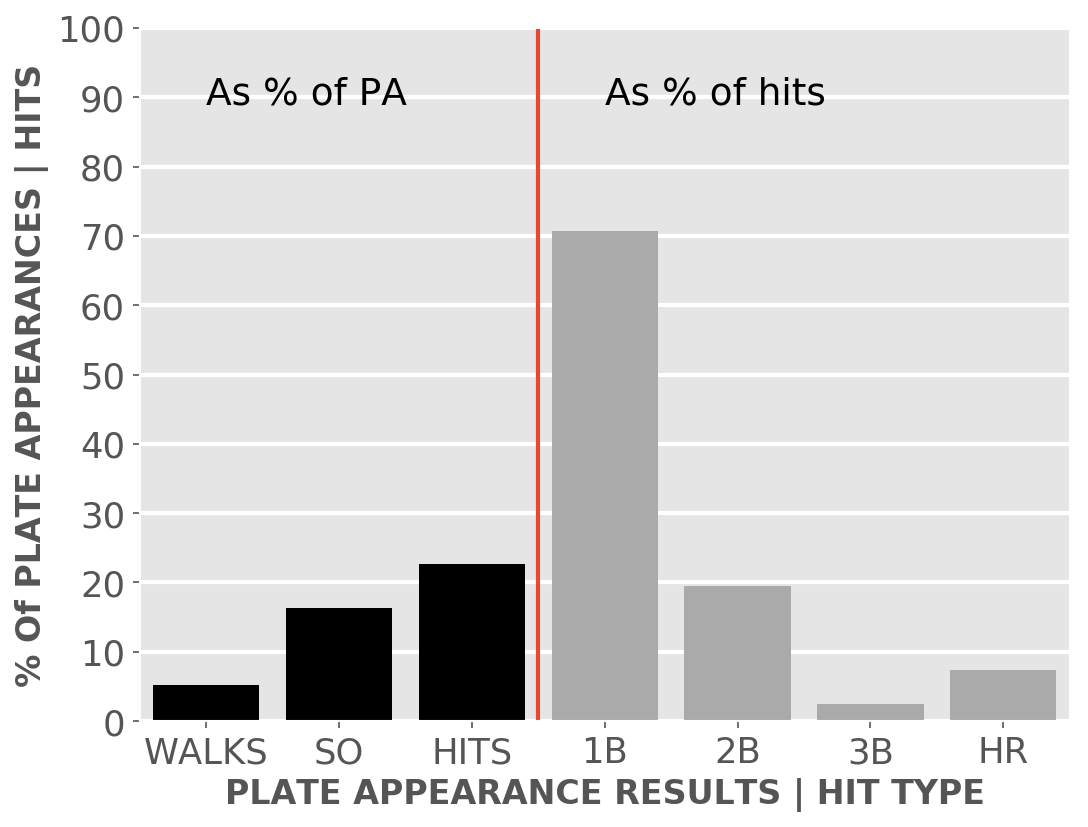 % Of PLATE APPEARANCES | HITS
100
90
80
70
60
50
40
30
20
10
0
As % of PA
As % of hits
WALKS SO HITS 1B 2B 3B HR
PLATE APPEARANCE RESULTS | HIT TYPE